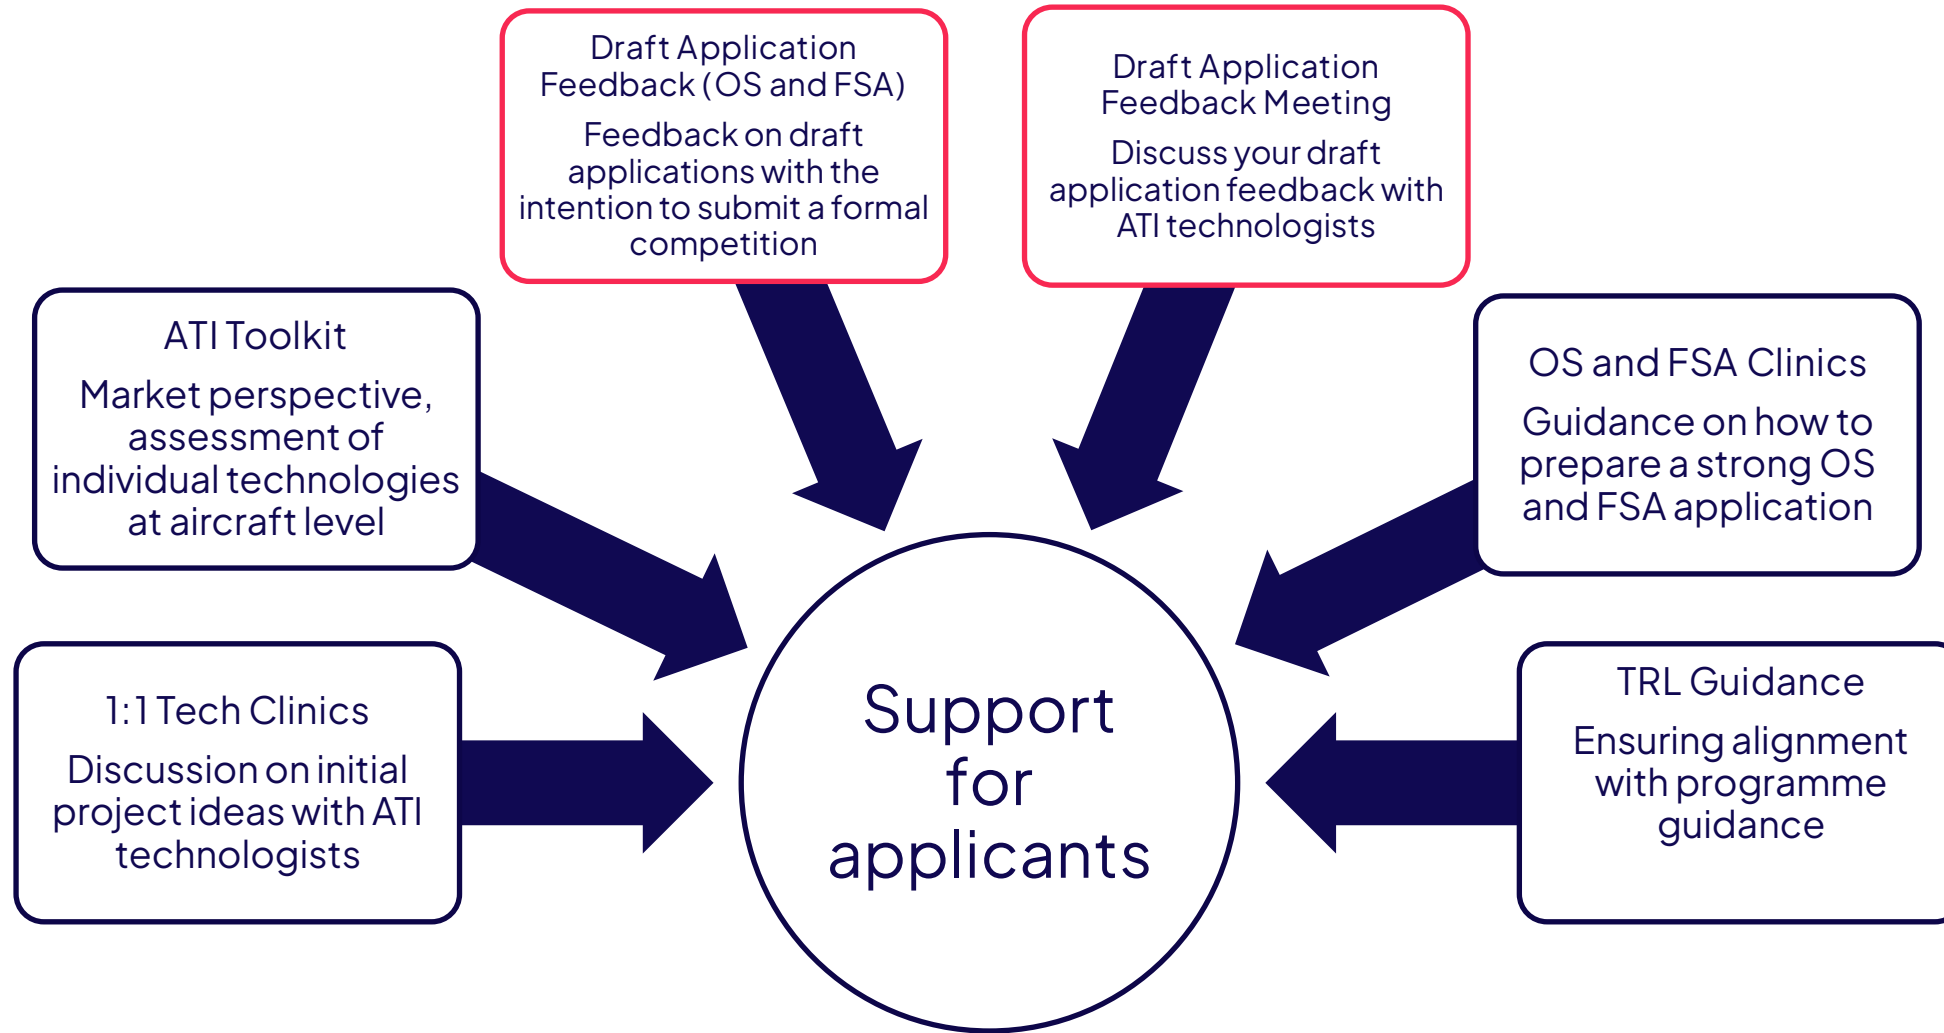 Draft Application
Feedback (OS and FSA)
Feedback on draft
applications with the
intention to submit a formal
competition
Draft Application
Feedback Meeting
Discuss your draft
application feedback with
ATI technologists
ATI Toolkit
Market perspective,
assessment of
individual technologies
at aircraft level
OS and FSA Clinics
Guidance on how to
prepare a strong OS
and FSA application
1:1 Tech Clinics
Discussion on initial
project ideas with ATI
technologists
Support
for
applicants
TRL Guidance
Ensuring alignment
with programme
guidance